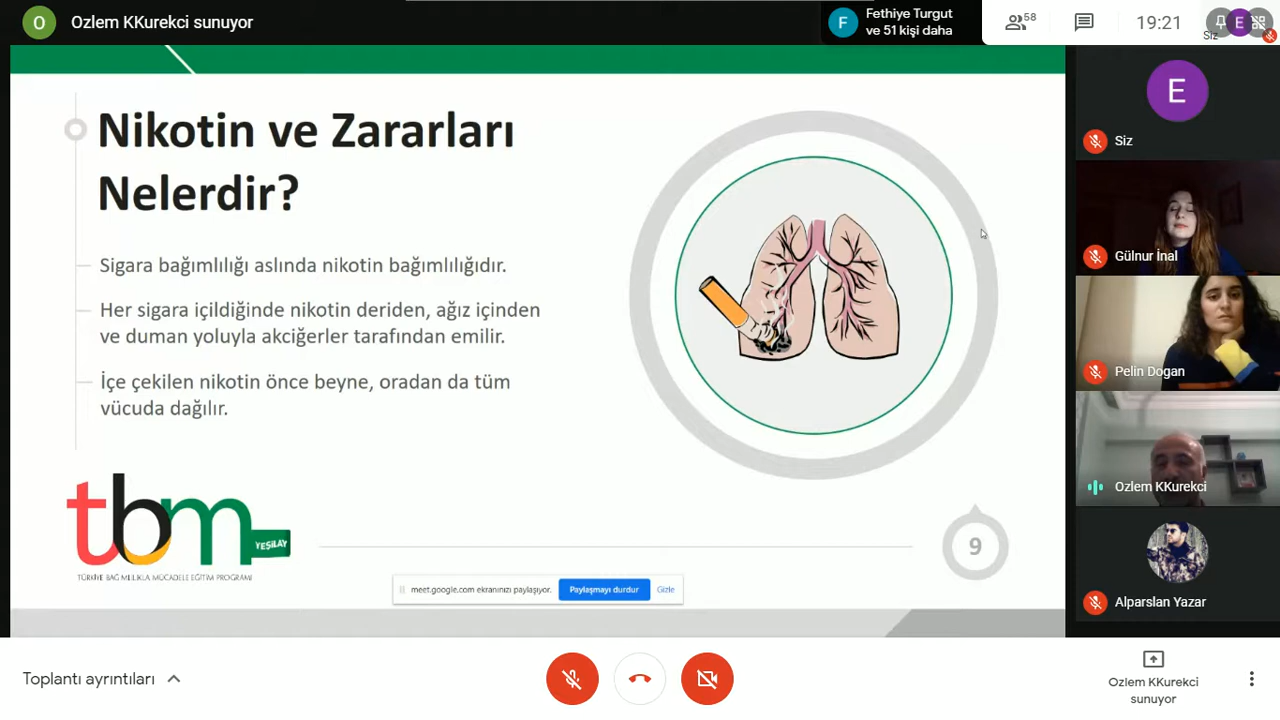 O
Ozlem KKurekci sunuyor
F
Fethiye Turgut
ve 51 kişi daha
58
19:21
E
Siz
Nikotin ve Zararları
Nelerdir?
Sigara bağımlılığı aslında nikotin bağımlılığıdır.
Her sigara içildiğinde nikotin deriden, ağız içinden
ve duman yoluyla akciğerler tarafından emilir.
İçe çekilen nikotin önce beyne, oradan da tüm
vücuda dağılır.
tbm
YEŞİLAY
TÜRKİYE BAĞIMLILIKLA MÜCADELE EĞİTİM PROGRAMI
9
meet.google.com ekranınızı paylaşıyor.
Paylaşmayı durdur
Gizle
E
Siz
Gülnur İnal
Pelin Dogan
Ozlem KKurekci
Alparslan Yazar
Toplantı ayrıntıları
Ozlem KKurekci
sunuyor